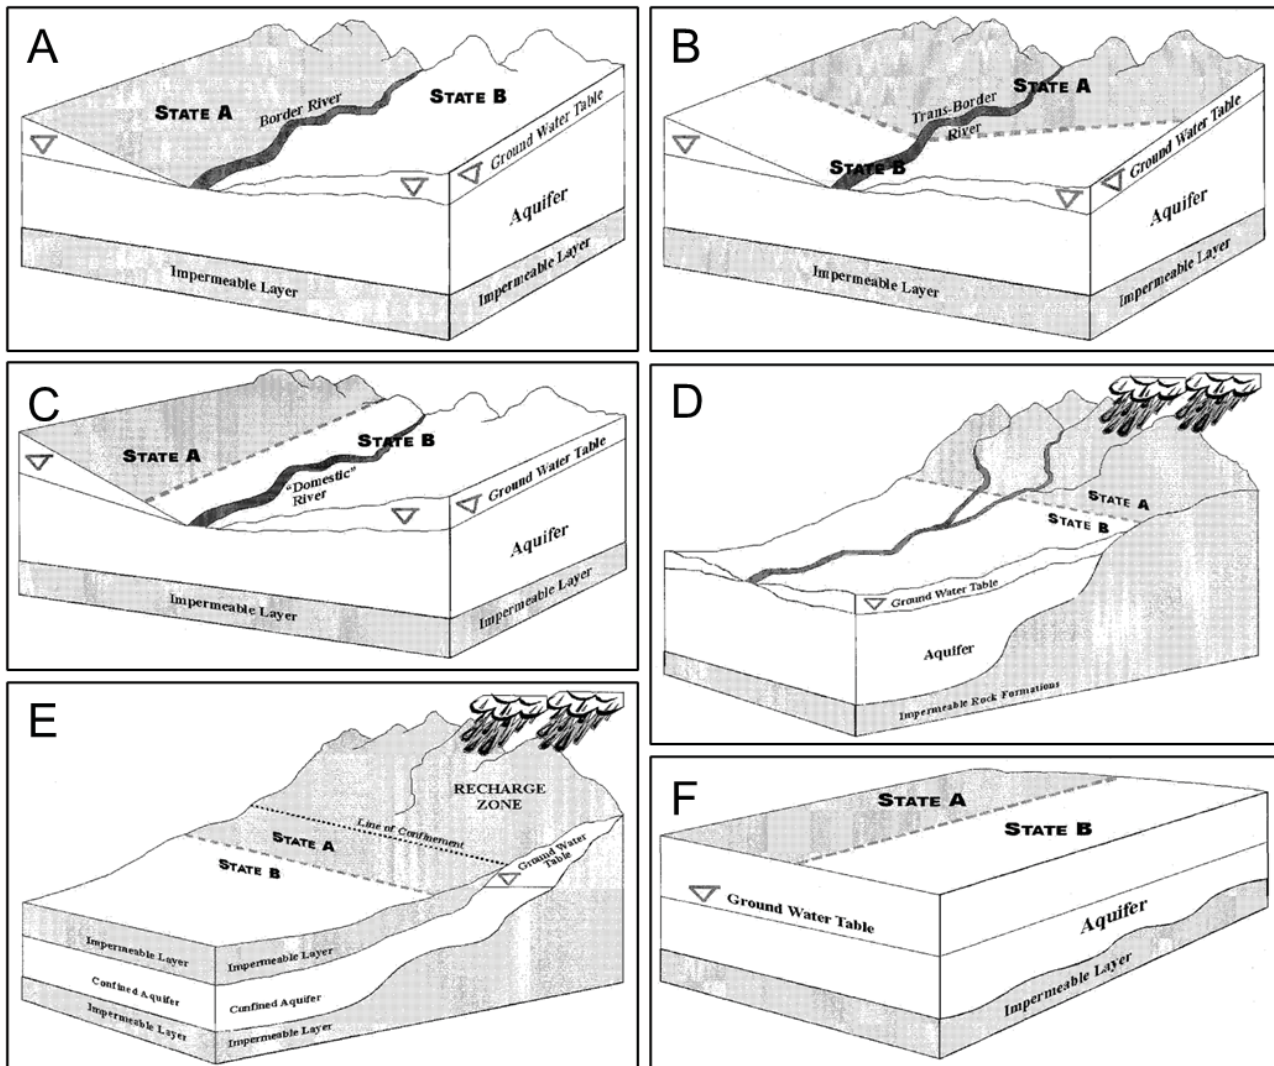 A
STATE A
Border River
STATE B
Ground Water Table
Aquifer
Impermeable Layer
Impermeable Layer
B
STATE A
Trans-Border
River
STATE B
Ground Water Table
Aquifer
Impermeable Layer
Impermeable Layer
C
STATE A
STATE B
"Domestic"
River
Ground Water Table
Aquifer
Impermeable Layer
Impermeable Layer
D
STATE A
STATE B
Ground Water Table
Aquifer
Impermeable Rock Formations
E
RECHARGE
ZONE
Line of Confinement
STATE A
STATE B
Ground Water
Table
Impermeable Layer
Impermeable Layer
Confined Aquifer
Confined Aquifer
Impermeable Layer
Impermeable Layer
F
STATE A
STATE B
Ground Water Table
Aquifer
Impermeable Layer